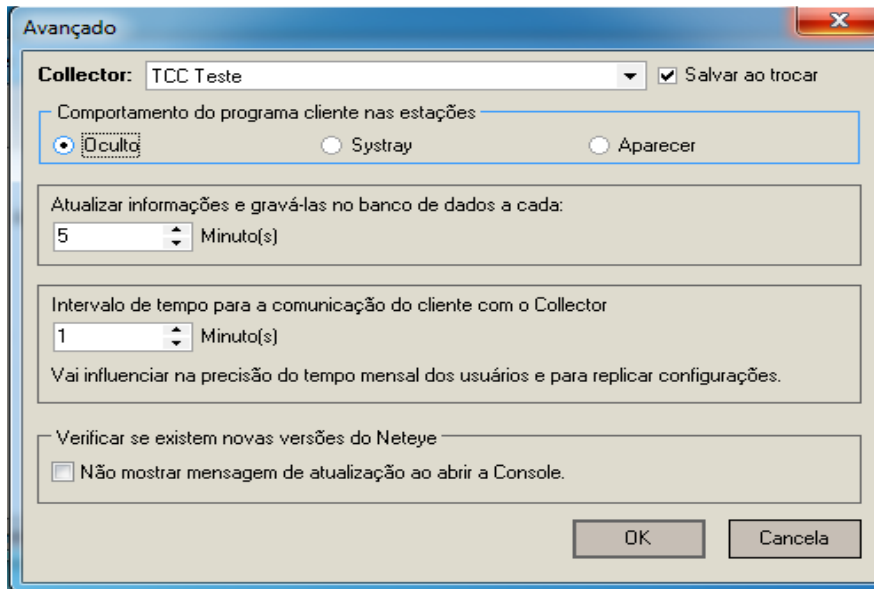 Avançado
Collector: TCC Teste Salvar ao trocar
Comportamento do programa cliente nas estações
Oculto Systray Aparecer
Atualizar informações e gravá-las no banco de dados a cada:
5 Minuto(s)
Intervalo de tempo para a comunicação do cliente com o Collector
1 Minuto(s)
Vai influenciar na precisão do tempo mensal dos usuários e para replicar configurações.
Verificar se existem novas versões do Neteye
Não mostrar mensagem de atualização ao abrir a Console.
OK Cancela